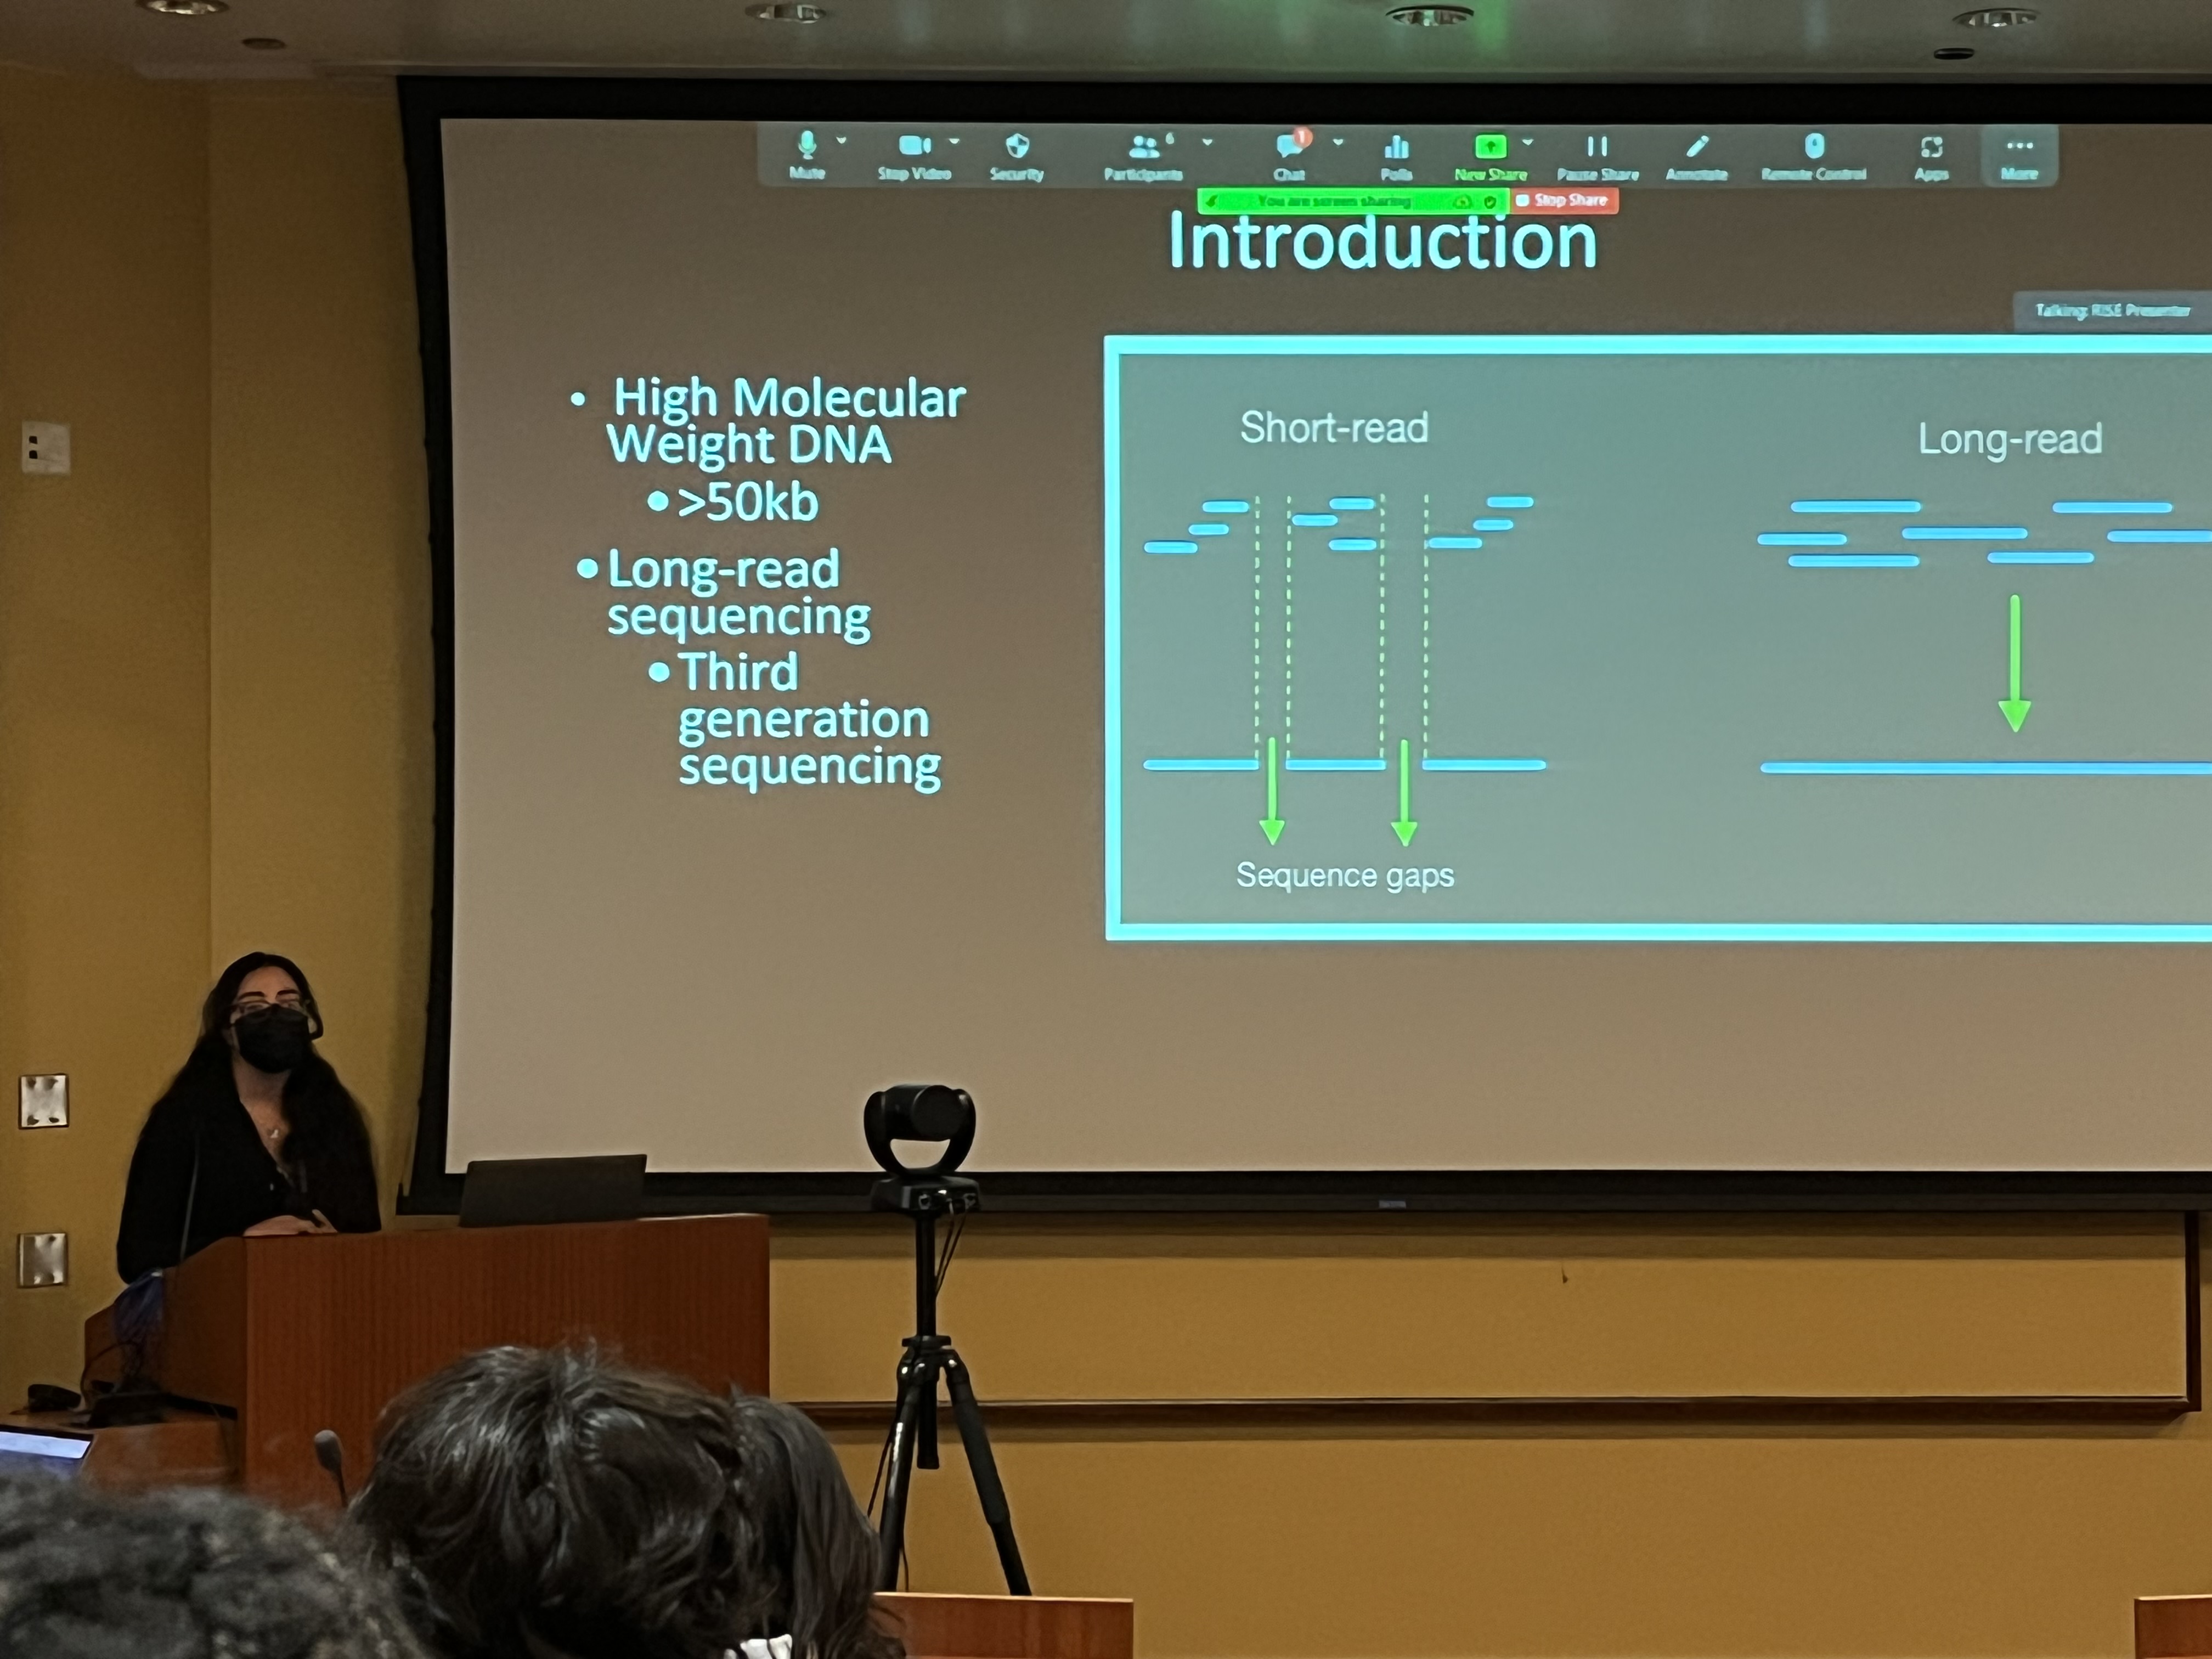 Mute
Stop Video
Security
Participants
6
Chat
1
Polls
New Share
Pause Share
Annotate
Remote Control
Apps
More
You are screen sharing
Stop Share
Introduction
Talking: RISE Presenter
• High Molecular
Weight DNA
•>50kb
•Long-read
sequencing
•Third
generation
sequencing
Short-read
Long-read
Sequence gaps